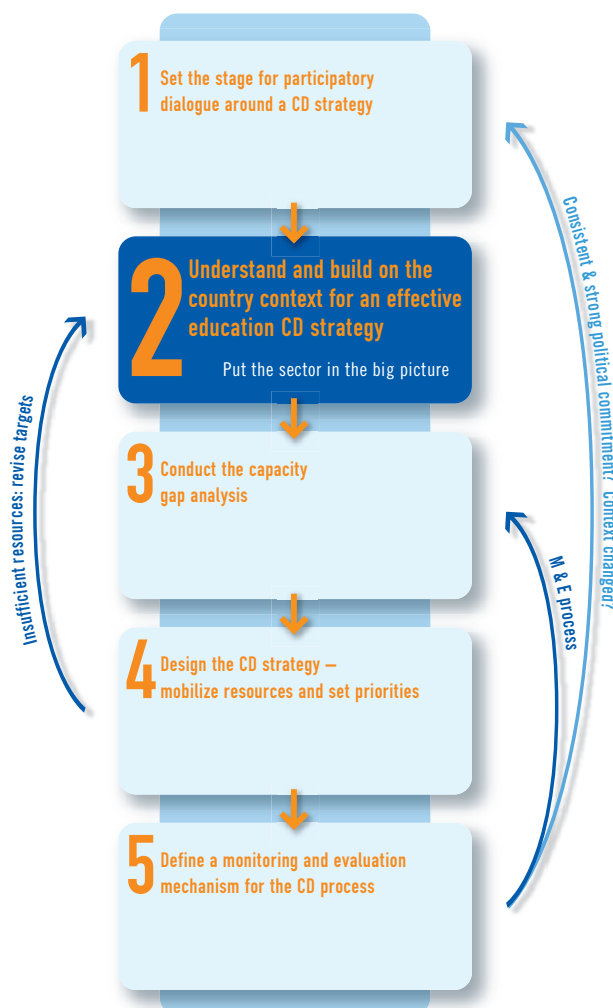 1
Set the stage for participatory
dialogue around a CD strategy
2
Understand and build on the
country context for an effective
education CD strategy
Put the sector in the big picture
3
Conduct the capacity
gap analysis
4
Design the CD strategy –
mobilize resources and set priorities
5
Define a monitoring and evaluation
mechanism for the CD process
Insufficient resources: revise targets
M & E process
Consistent & strong political commitment? Context changed?